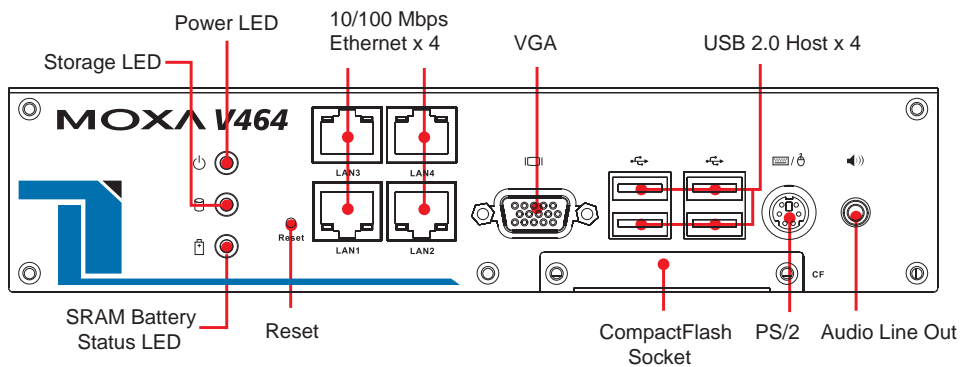 Power LED
10/100 Mbps
Ethernet x 4
VGA
USB 2.0 Host x 4
Storage LED
MOXA V464
LAN3
LAN4
Reset
LAN1
LAN2
/
CF
SRAM Battery
Status LED
Reset
CompactFlash
Socket
PS/2
Audio Line Out